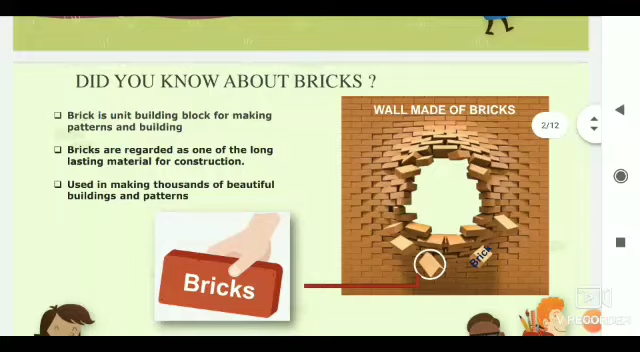 DID YOU KNOW ABOUT BRICKS ?
Brick is unit building block for making
patterns and building
Bricks are regarded as one of the long
lasting material for construction.
Used in making thousands of beautiful
buildings and patterns
Bricks
WALL MADE OF BRICKS
2/12
Brick
V RECORDER